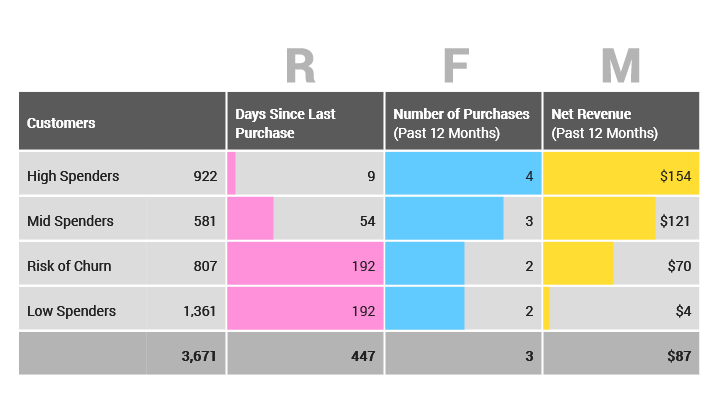 R F M
Customers Days Since Last Purchase Number of Purchases (Past 12 Months) Net Revenue (Past 12 Months)
High Spenders 922 9 4 $154
Mid Spenders 581 54 3 $121
Risk of Churn 807 192 2 $70
Low Spenders 1,361 192 2 $4
3,671 447 3 $87